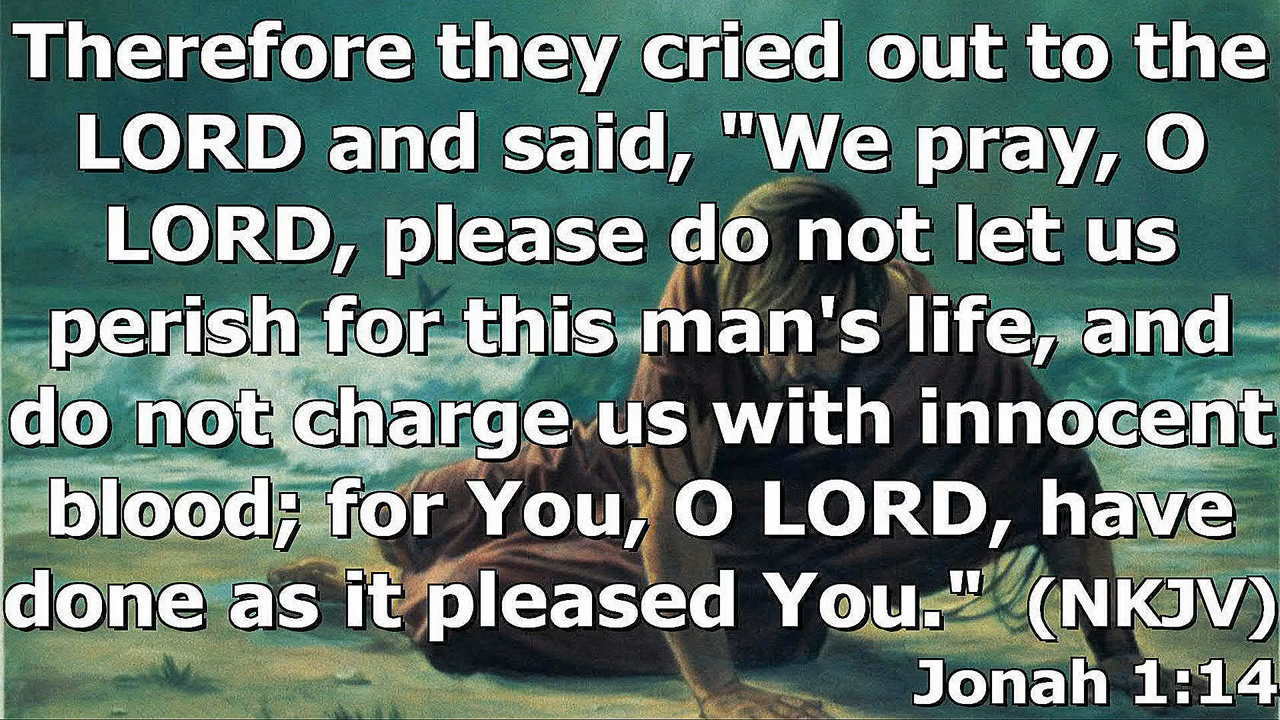 Therefore they cried out to the
LORD and said, "We pray, O
LORD, please do not let us
perish for this man's life, and
do not charge us with innocent
blood; for You, O LORD, have
done as it pleased You." (NKJV)
Jonah 1:14